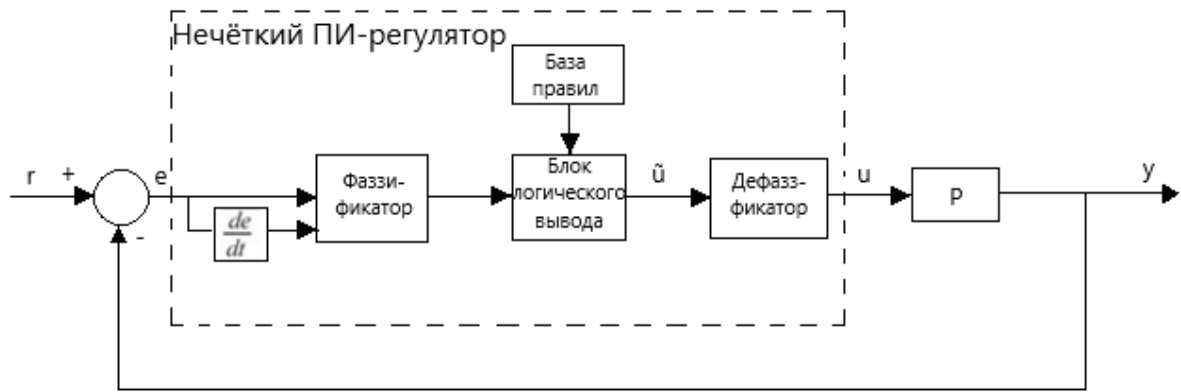 Нечёткий ПИ-регулятор
База
правил
r
+
-
e
de
dt
Фаззи-
фикатор
Блок
логического
вывода
ũ
Дефазз-
фикатор
u
P
y